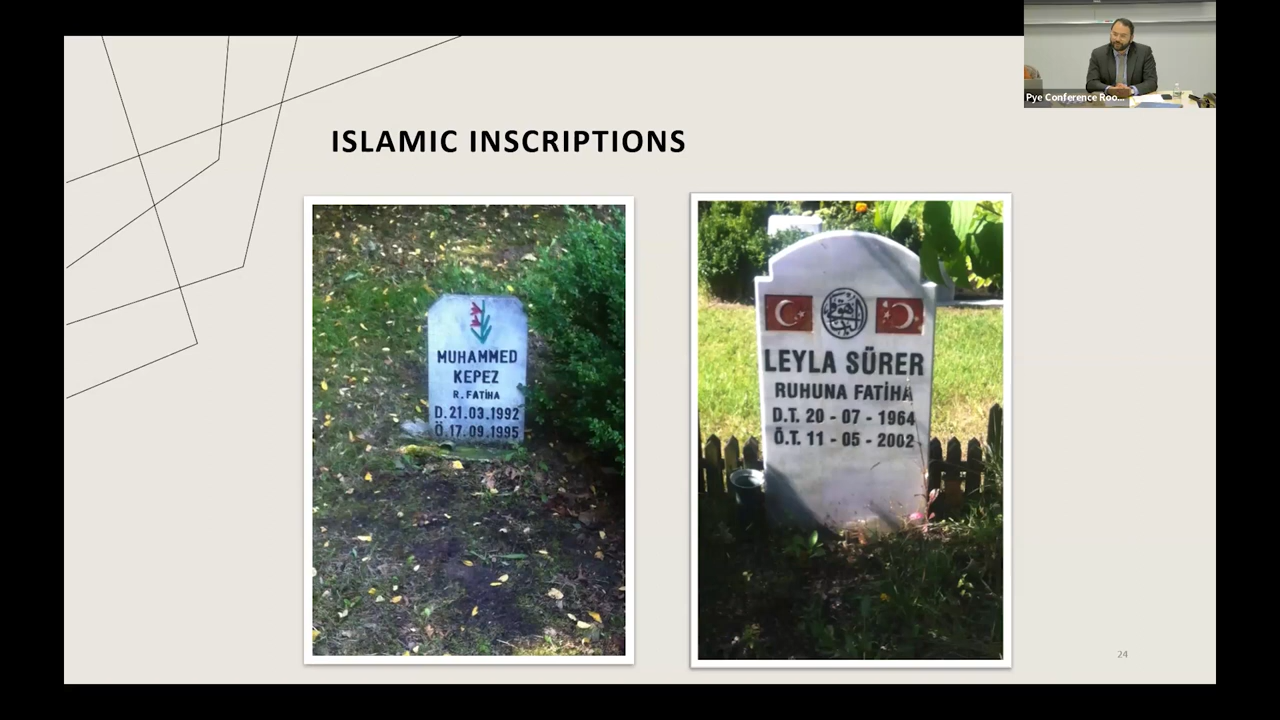 ISLAMIC INSCRIPTIONS
MUHAMMED
KEPEZ
R. FATİHA
D. 21.03.1992
Ö. 17.09.1995
LEYLA SÜRER
RUHUNA FATİHA
D.T. 20 - 07 - 1964
Ö.T. 11 - 05 - 2002
Pye Conference Roo...
24